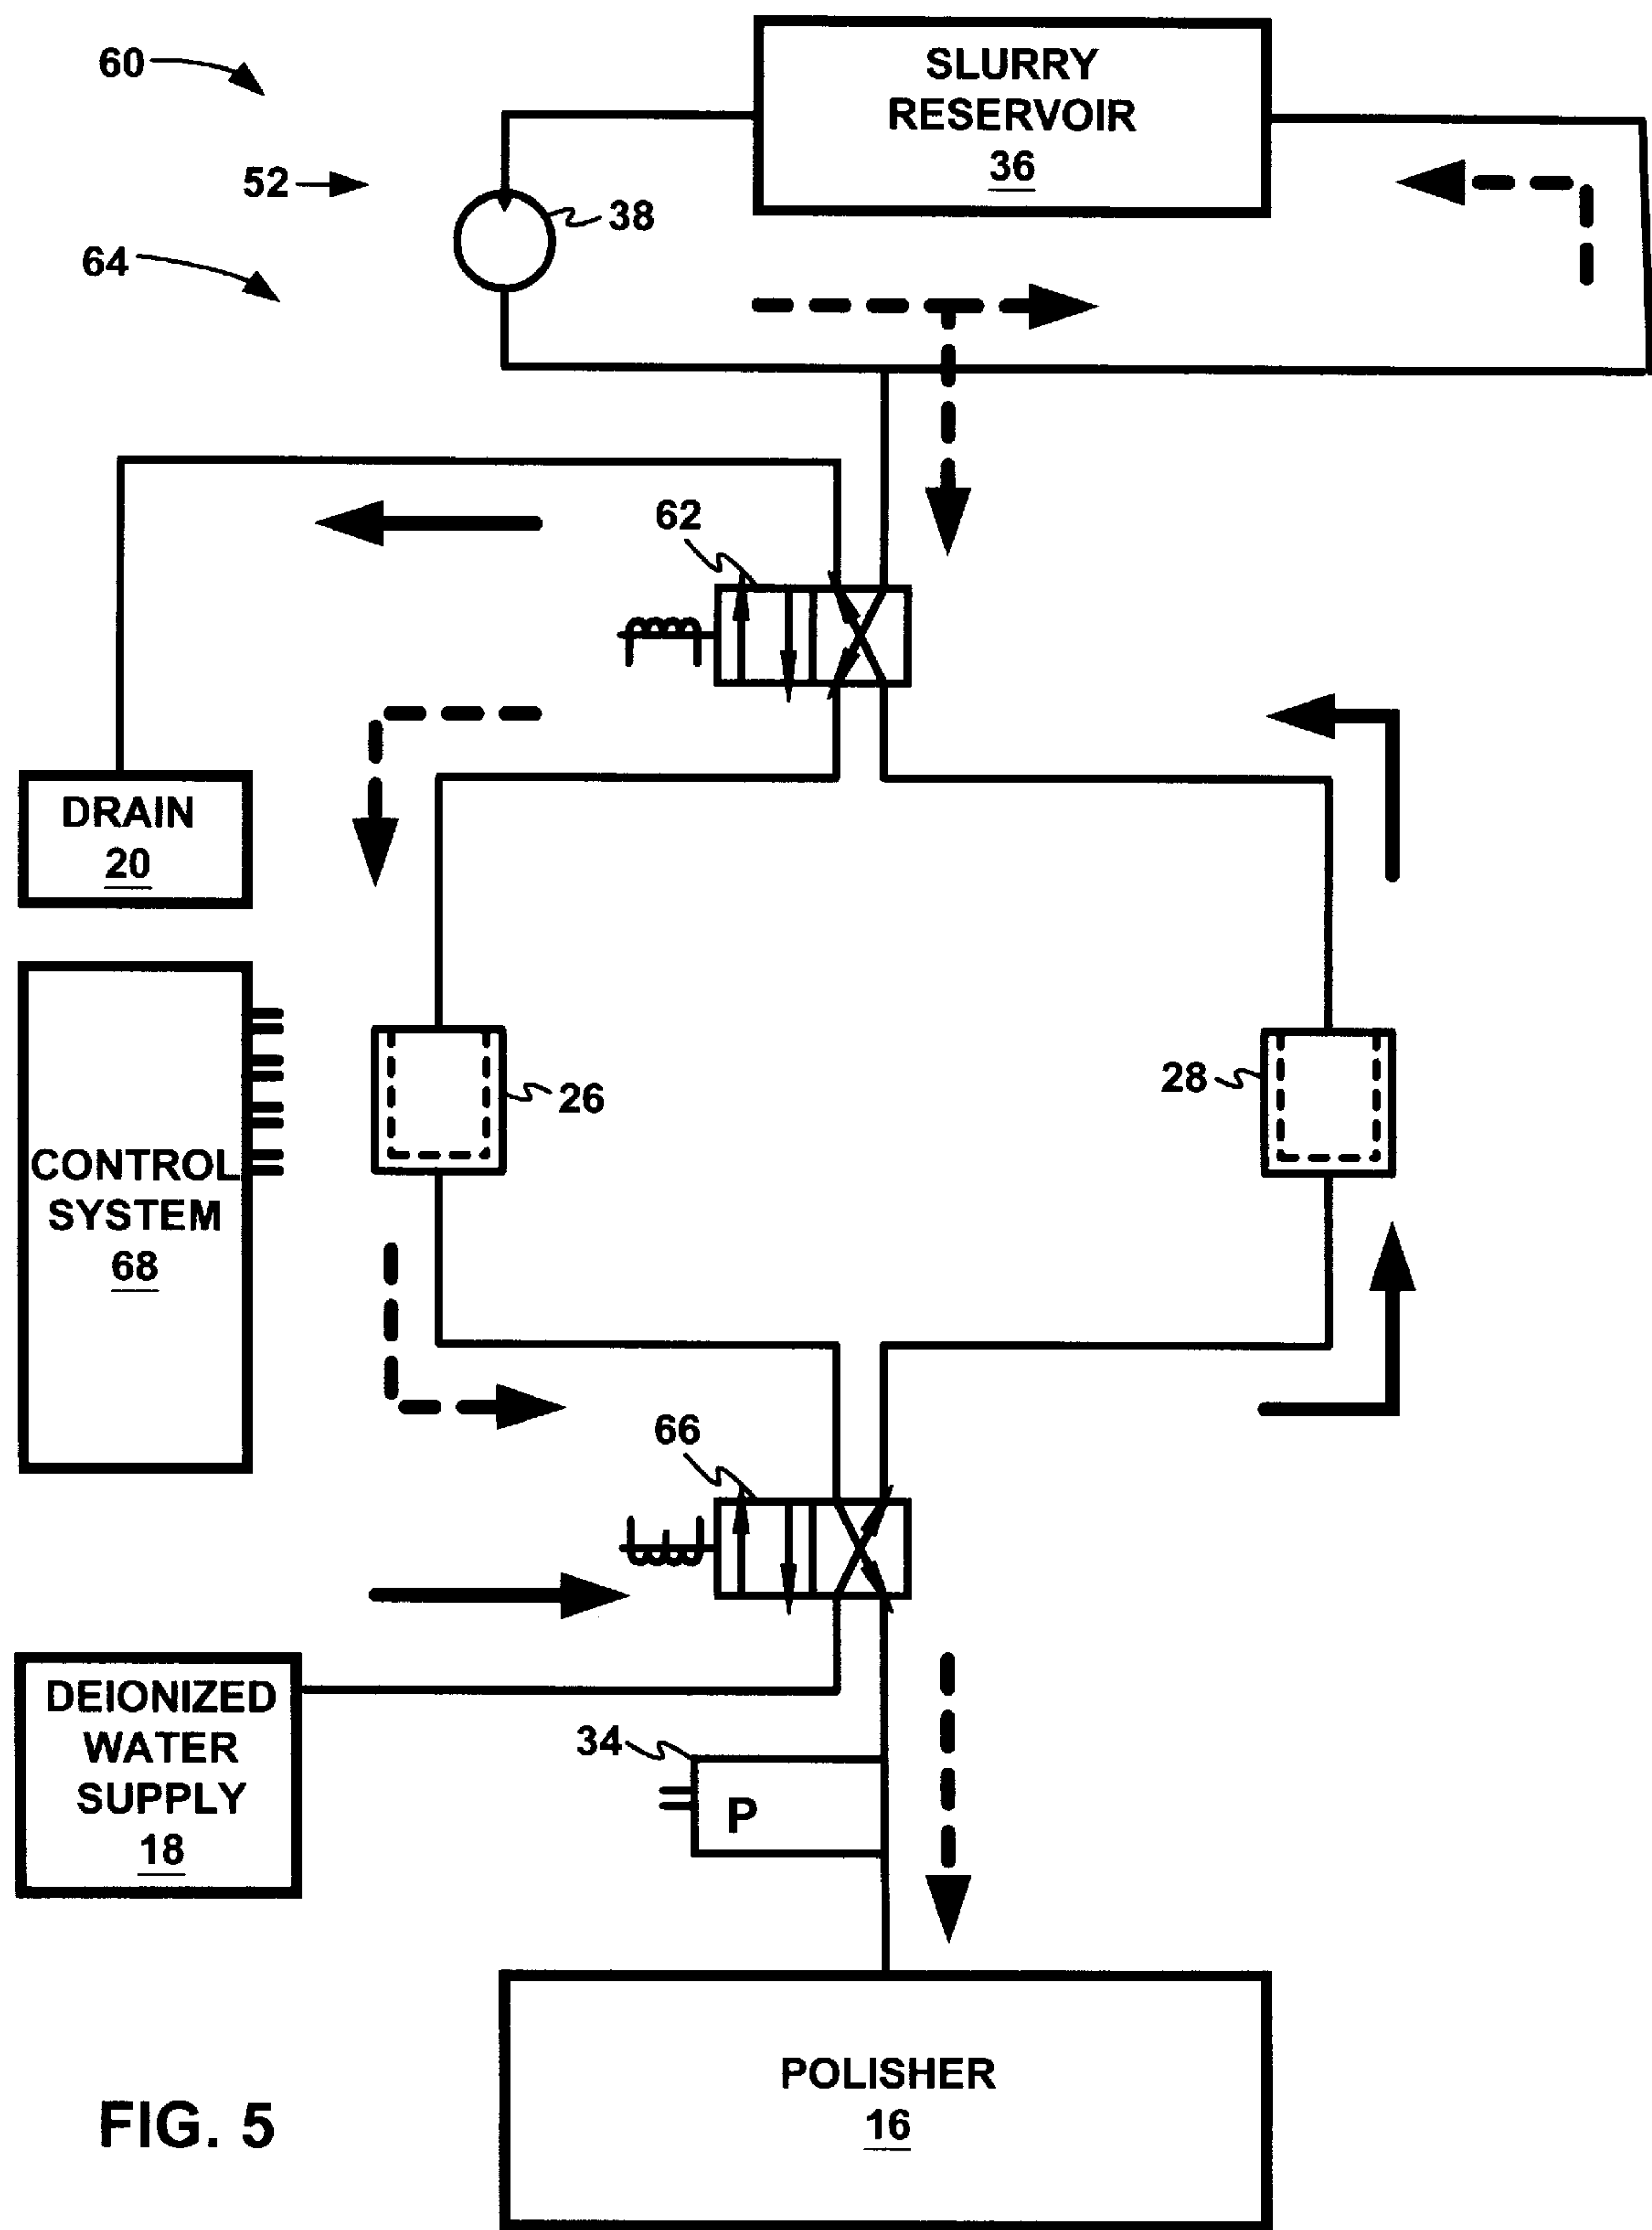 60
SLURRY
RESERVOIR
36
52
38
64
62
DRAIN
20
26
28
CONTROL
SYSTEM
68
66
DEIONIZED
WATER
SUPPLY
18
34
P
POLISHER
16
FIG. 5